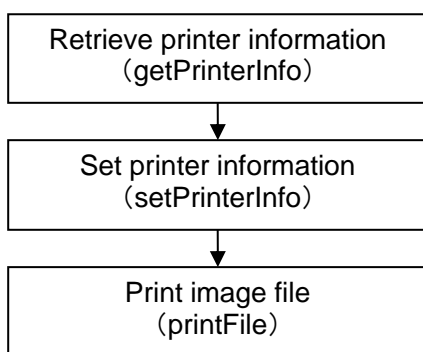 Retrieve printer information
（getPrinterInfo）
Set printer information
（setPrinterInfo）
Print image file
（printFile）